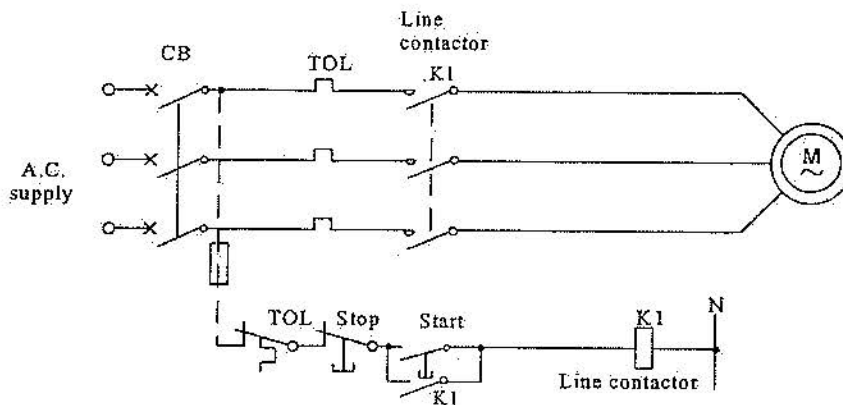 Line
contactor
CB
TOL
K1
A.C.
supply
M
~
TOL
Stop
Start
K1
N
K1
Line contactor